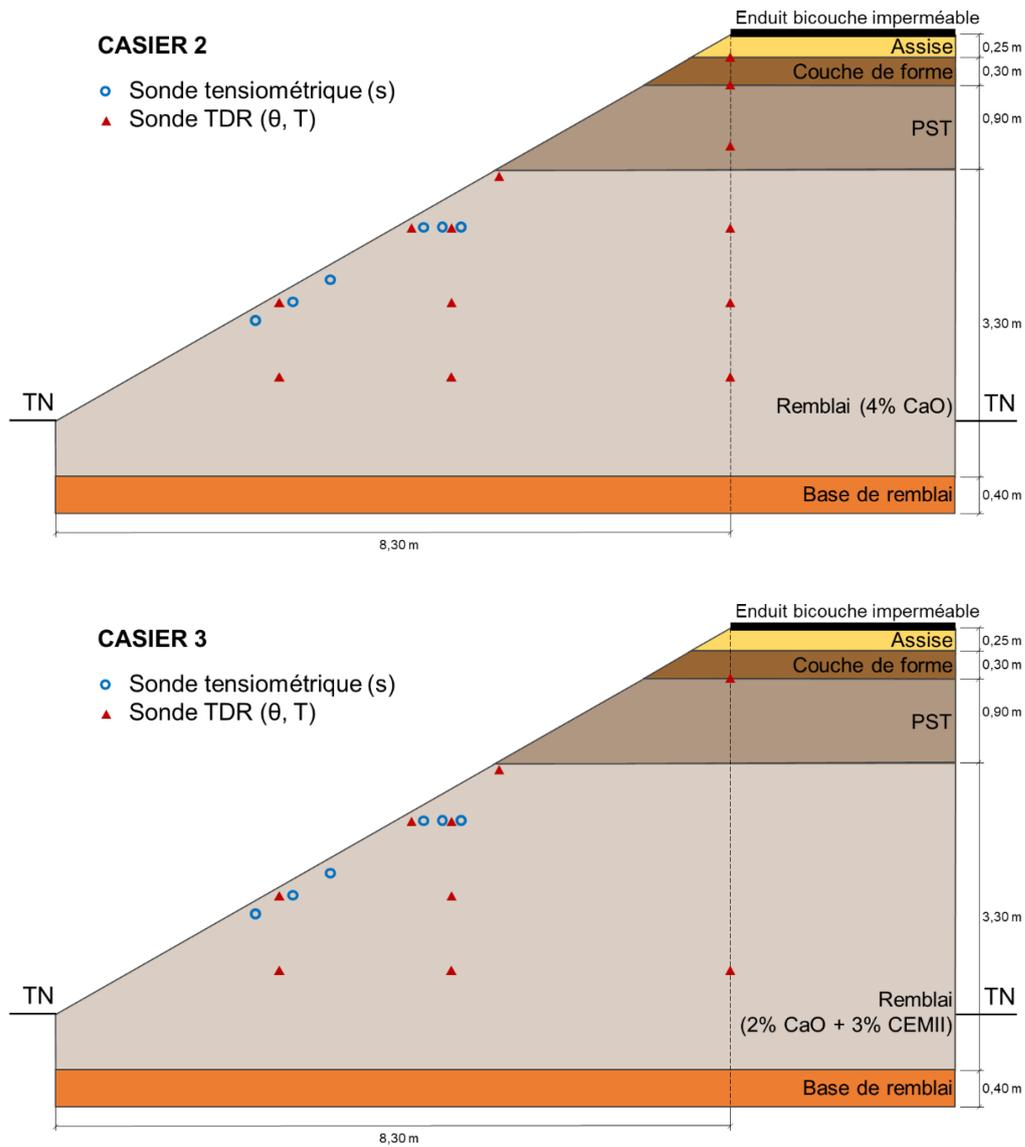 Enduit bicouche imperméable
CASIER 2
Assise
0,25 m
Couche de forme
0,30 m
Sonde tensiométrique (s)
Sonde TDR (θ, T)
0,90 m
PST
3,30 m
TN
Remblai (4% CaO)
TN
Base de remblai
0,40 m
8,30 m
Enduit bicouche imperméable
CASIER 3
Assise
0,25 m
Couche de forme
0,30 m
Sonde tensiométrique (s)
Sonde TDR (θ, T)
0,90 m
PST
3,30 m
TN
Remblai
TN
(2% CaO + 3% CEMII)
Base de remblai
0,40 m
8,30 m